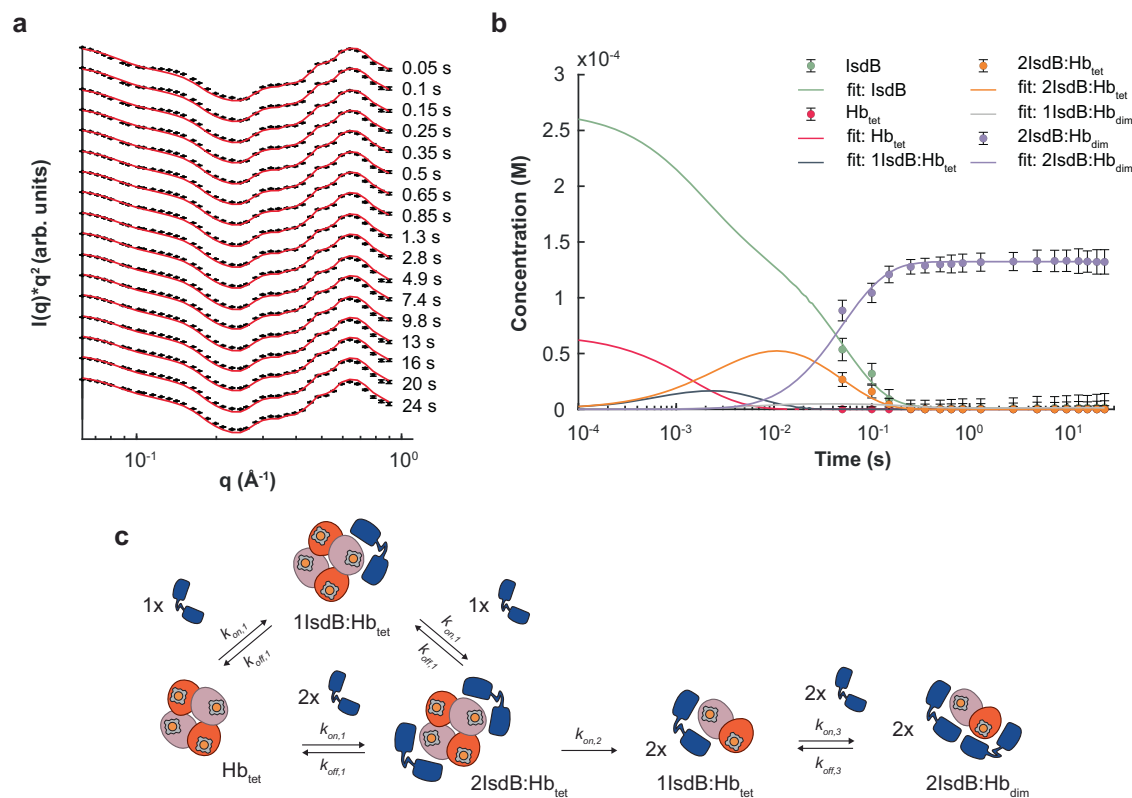 a
I(q)*q² (arb. units)
0.05 s
0.1 s
0.15 s
0.25 s
0.35 s
0.5 s
0.65 s
0.85 s
1.3 s
2.8 s
4.9 s
7.4 s
9.8 s
13 s
16 s
20 s
24 s
10⁻¹
10⁰
q (Å⁻¹)
b
x10⁻⁴
3
2.5
2
1.5
1
0.5
0
Concentration (M)
IsdB
fit: IsdB
Hb_tet
fit: Hb_tet
fit: 1IsdB:Hb_tet
2IsdB:Hb_tet
fit: 2IsdB:Hb_tet
fit: 1IsdB:Hb_dim
2IsdB:Hb_dim
fit: 2IsdB:Hb_dim
10⁻⁴
10⁻³
10⁻²
10⁻¹
10⁰
10¹
Time (s)
c
1x
k_on,1
k_off,1
1IsdB:Hb_tet
k_on,1
k_off,1
1x
Hb_tet
2x
k_on,1
k_off,1
2IsdB:Hb_tet
k_on,2
2x
1IsdB:Hb_tet
2x
k_on,3
k_off,3
2x
2IsdB:Hb_dim